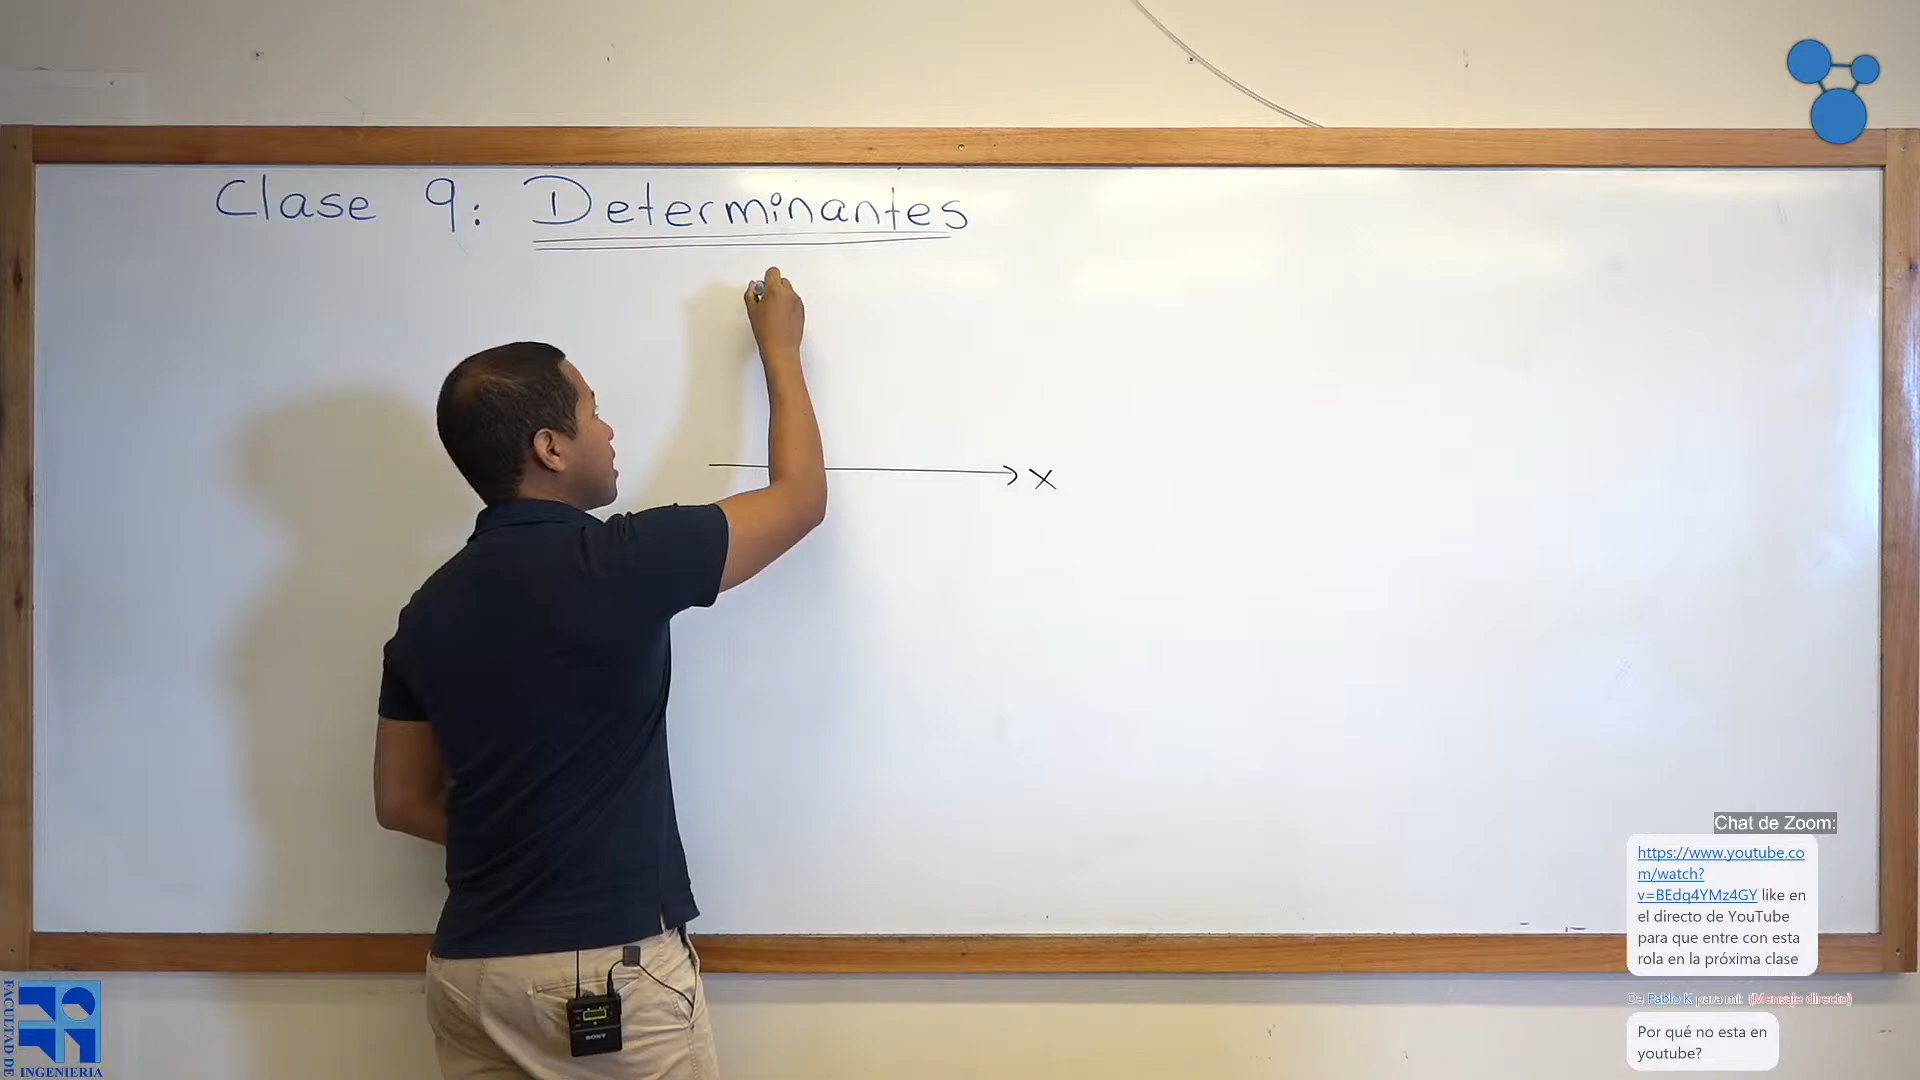 Clase 9: Determinantes
X
Chat de Zoom:
https://www.youtube.co
m/watch?
v=BEdq4YMz4GY like en
el directo de YouTube
para que entre con esta
rola en la próxima clase
De Pablo K para mí: (Mensaje directo)
Por qué no esta en
youtube?
SONY
FACULTAD DE
INGENIERIA